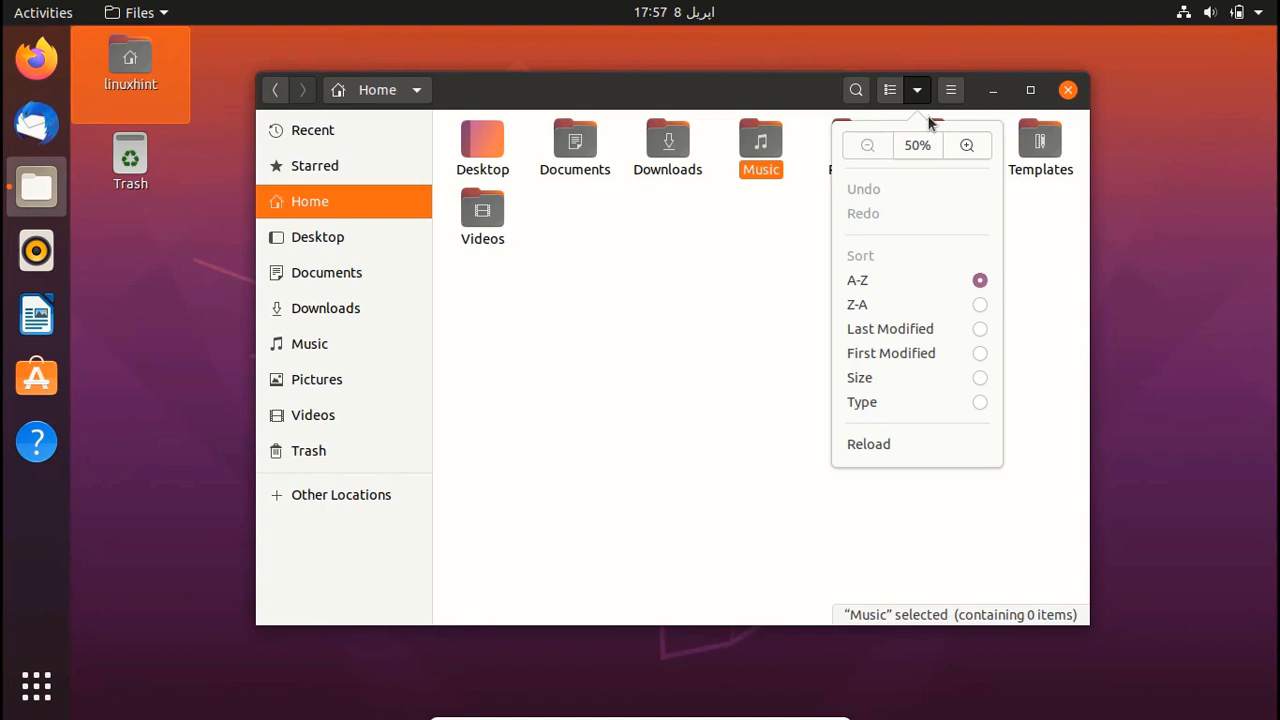 Activities Files اپریل 8 17:57
linuxhint
Trash
Home
Recent
Starred
Home
Desktop
Documents
Downloads
Music
Pictures
Videos
Trash
Other Locations
Desktop Documents Downloads Music Templates
Videos
50%
Undo
Redo
Sort
A-Z
Z-A
Last Modified
First Modified
Size
Type
Reload
“Music” selected (containing 0 items)